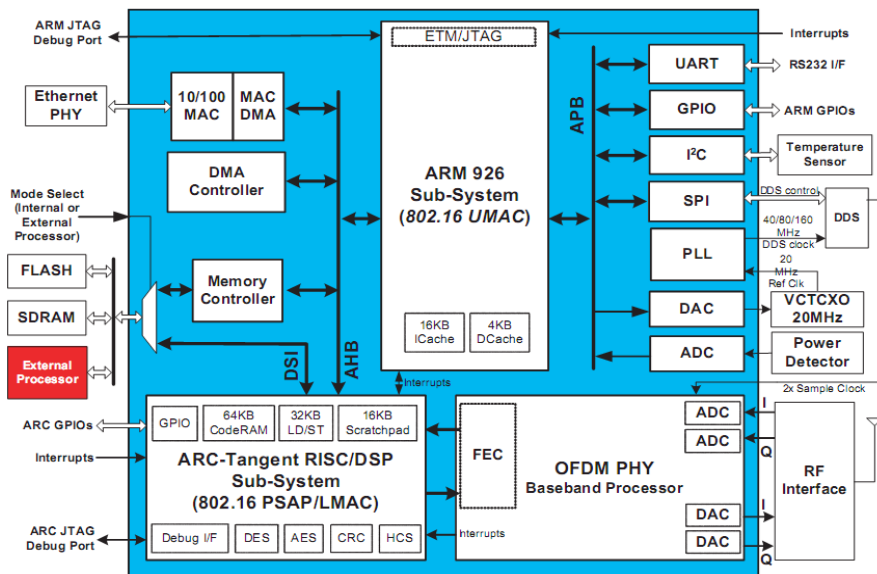 ARM JTAG
Debug Port
ETM/JTAG
Interrupts
Ethernet
PHY
10/100
MAC
MAC
DMA
DMA
Controller
ARM 926
Sub-System
(802.16 UMAC)
APB
UART
RS232 I/F
GPIO
ARM GPIOs
I²C
Temperature
Sensor
SPI
DDS control
DDS
40/80/160
MHz
DDS clock
PLL
20
MHz
Ref Clk
DAC
VCTCXO
20MHz
ADC
Power
Detector
Mode Select
(Internal or
External
Processor)
FLASH
SDRAM
External
Processor
Memory
Controller
16KB
ICache
4KB
DCache
DSI
AHB
Interrupts
2x Sample Clock
ARC GPIOs
Interrupts
ARC JTAG
Debug Port
GPIO
64KB
CodeRAM
32KB
LD/ST
16KB
Scratchpad
ARC-Tangent RISC/DSP
Sub-System
(802.16 PSAP/LMAC)
Debug I/F
DES
AES
CRC
HCS
Interrupts
FEC
OFDM PHY
Baseband Processor
ADC
ADC
DAC
DAC
I
Q
I
Q
RF
Interface